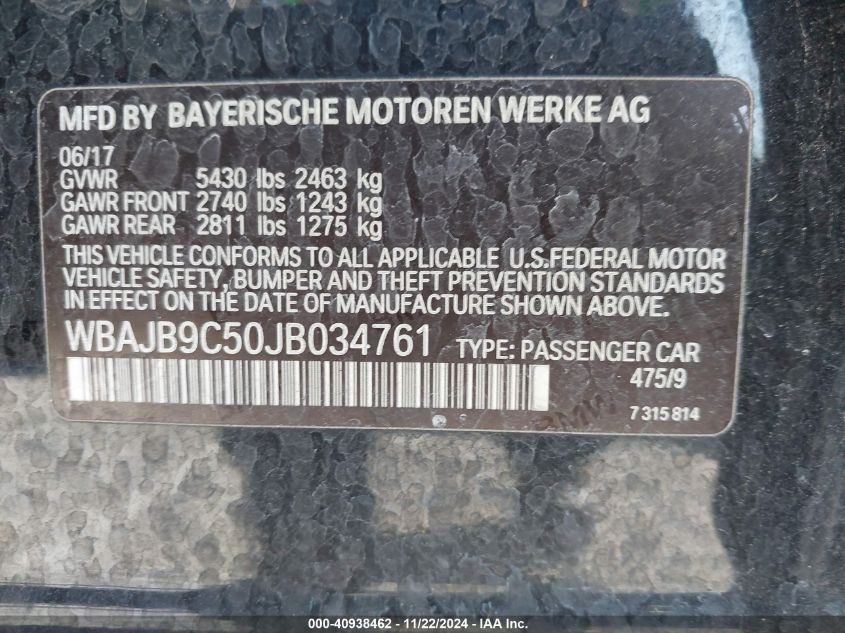 MFD BY BAYERISCHE MOTOREN WERKE AG
06/17
GVWR 5430 lbs 2463 kg
GAWR FRONT 2740 lbs 1243 kg
GAWR REAR 2811 lbs 1275 kg
THIS VEHICLE CONFORMS TO ALL APPLICABLE U.S.FEDERAL MOTOR
VEHICLE SAFETY, BUMPER AND THEFT PREVENTION STANDARDS
IN EFFECT ON THE DATE OF MANUFACTURE SHOWN ABOVE.
WBAJB9C50JB034761 TYPE: PASSENGER CAR
475/9
BMW 7 315 814
000-40938462 - 11/22/2024 - IAA Inc.